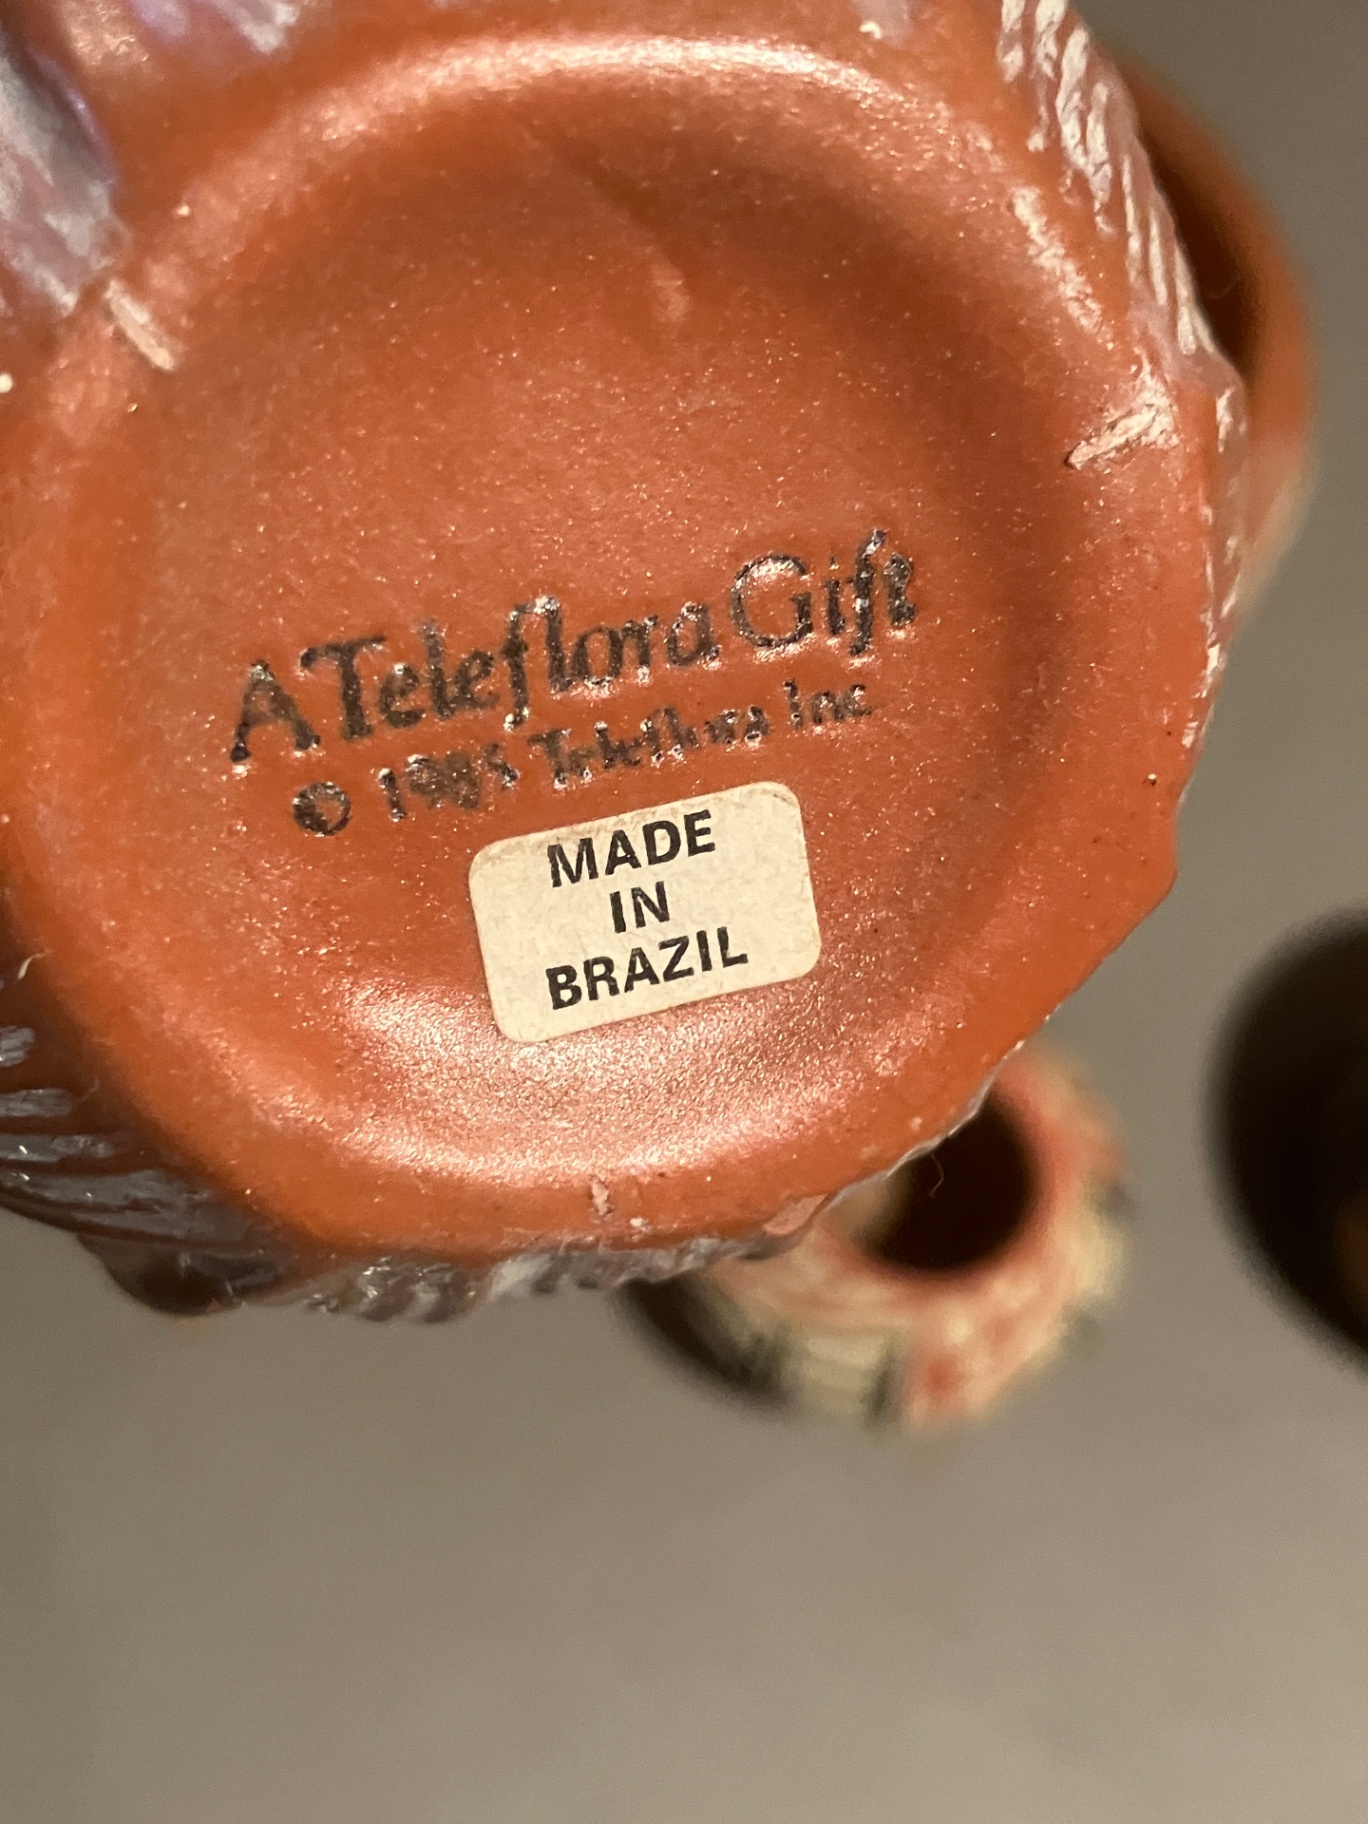 A Teleflora Gift
© 1985 Teleflora Inc
MADE
IN
BRAZIL